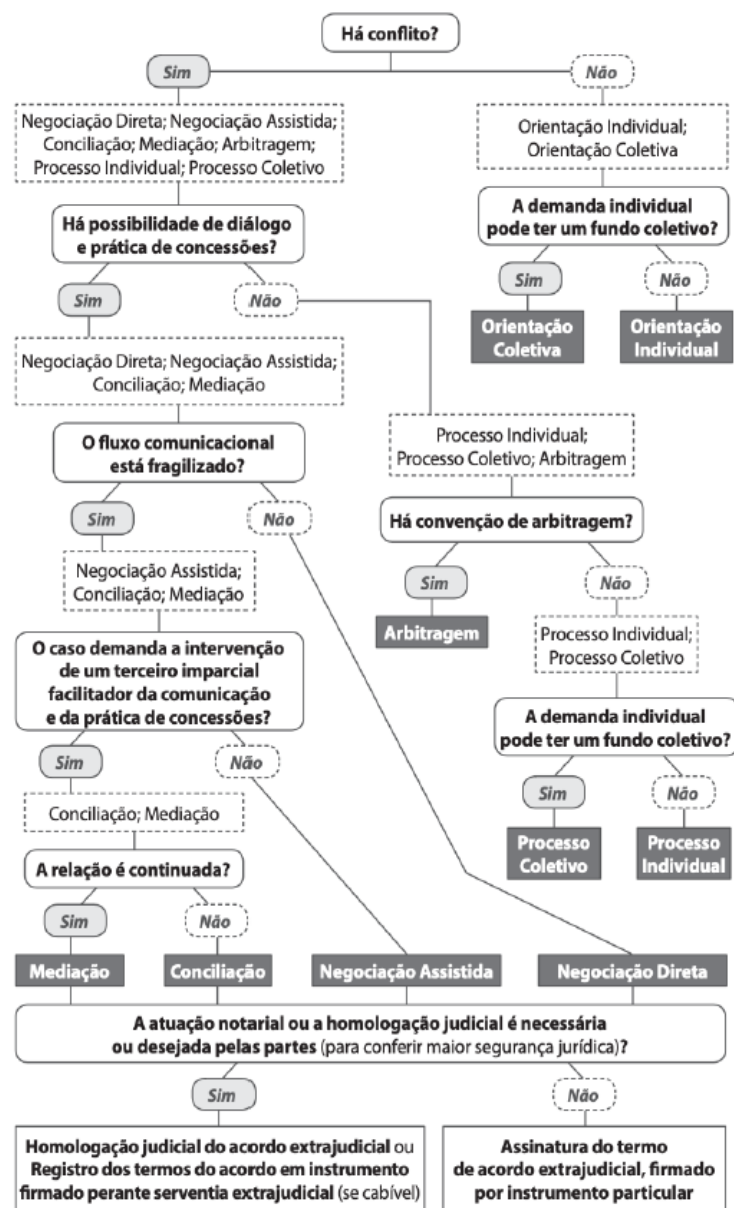 Há conflito?
Sim
Não
Negociação Direta; Negociação Assistida;
Conciliação; Mediação; Arbitragem;
Processo Individual; Processo Coletivo
Orientação Individual;
Orientação Coletiva
Há possibilidade de diálogo
e prática de concessões?
A demanda individual
pode ter um fundo coletivo?
Sim
Não
Sim
Não
Orientação
Coletiva
Orientação
Individual
Negociação Direta; Negociação Assistida;
Conciliação; Mediação
O fluxo comunicacional
está fragilizado?
Processo Individual;
Processo Coletivo; Arbitragem
Sim
Não
Há convenção de arbitragem?
Negociação Assistida;
Conciliação; Mediação
Sim
Não
Arbitragem
Processo Individual;
Processo Coletivo
O caso demanda a intervenção
de um terceiro imparcial
facilitador da comunicação
e da prática de concessões?
A demanda individual
pode ter um fundo coletivo?
Sim
Não
Sim
Não
Conciliação; Mediação
Processo
Coletivo
Processo
Individual
A relação é continuada?
Sim
Não
Mediação
Conciliação
Negociação Assistida
Negociação Direta
A atuação notarial ou a homologação judicial é necessária
ou desejada pelas partes (para conferir maior segurança jurídica)?
Sim
Não
Homologação judicial do acordo extrajudicial ou
Registro dos termos do acordo em instrumento
firmado perante serventia extrajudicial (se cabível)
Assinatura do termo
de acordo extrajudicial, firmado
por instrumento particular